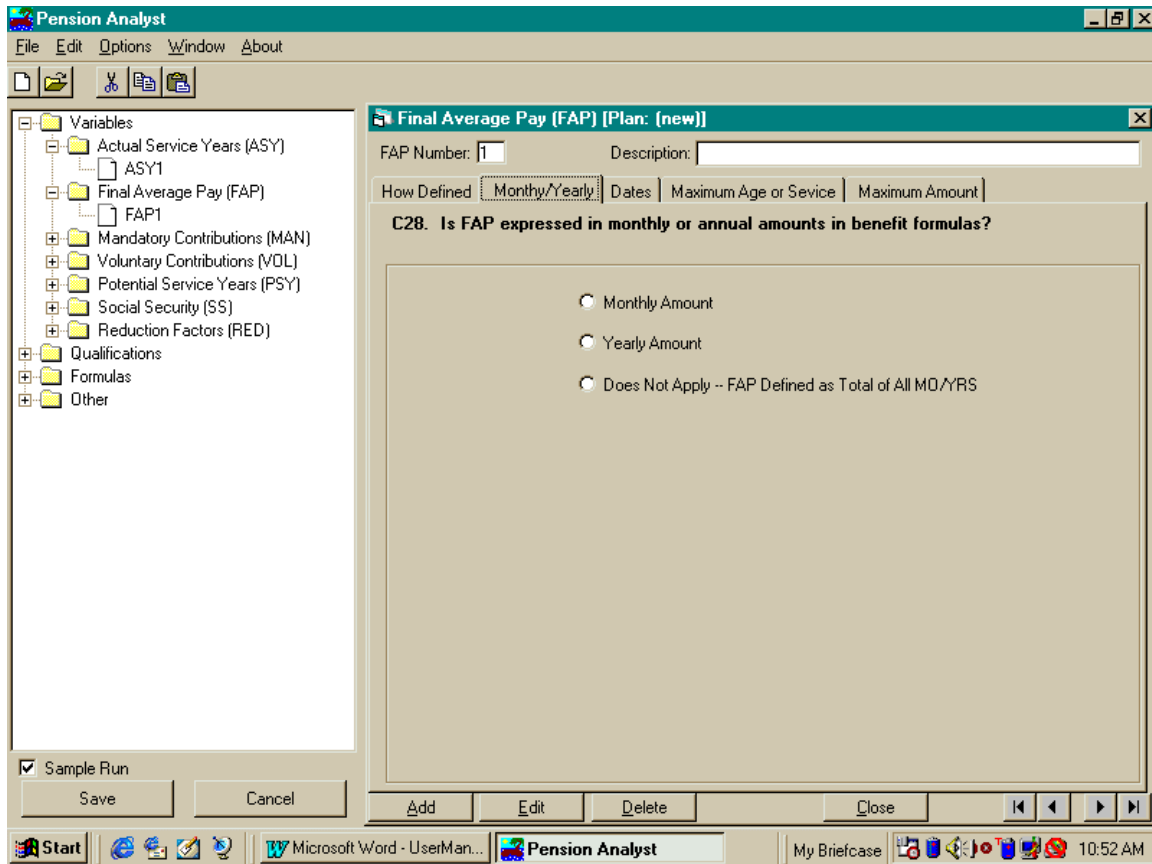 Pension Analyst
File Edit Options Window About
Variables
Actual Service Years (ASY)
ASY1
Final Average Pay (FAP)
FAP1
Mandatory Contributions (MAN)
Voluntary Contributions (VOL)
Potential Service Years (PSY)
Social Security (SS)
Reduction Factors (RED)
Qualifications
Formulas
Other
Sample Run
Save Cancel
Final Average Pay (FAP) [Plan: (new)]
FAP Number: 1 Description:
How Defined Monthy/Yearly Dates Maximum Age or Sevice Maximum Amount
C28. Is FAP expressed in monthly or annual amounts in benefit formulas?
Monthly Amount
Yearly Amount
Does Not Apply -- FAP Defined as Total of All MO/YRS
Add Edit Delete Close
Start Microsoft Word - UserMan... Pension Analyst My Briefcase 10:52 AM